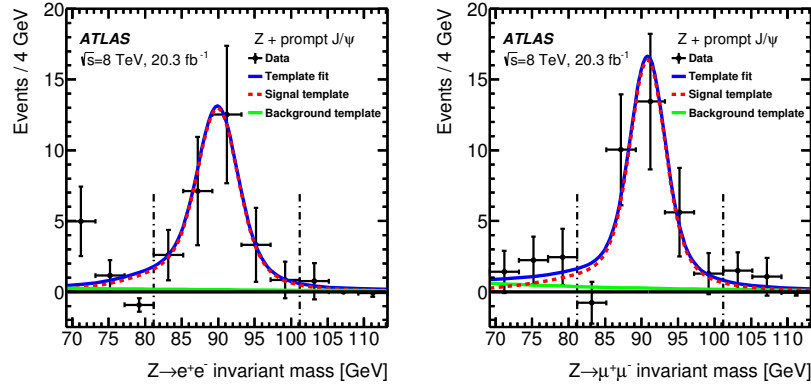 Events / 4 GeV
20
15
10
5
0
ATLAS
√s=8 TeV, 20.3 fb⁻¹
Z + prompt J/ψ
Data
Template fit
Signal template
Background template
70 75 80 85 90 95 100 105 110
Z→e⁺e⁻ invariant mass [GeV]
Events / 4 GeV
20
15
10
5
0
ATLAS
√s=8 TeV, 20.3 fb⁻¹
Z + prompt J/ψ
Data
Template fit
Signal template
Background template
70 75 80 85 90 95 100 105 110
Z→μ⁺μ⁻ invariant mass [GeV]